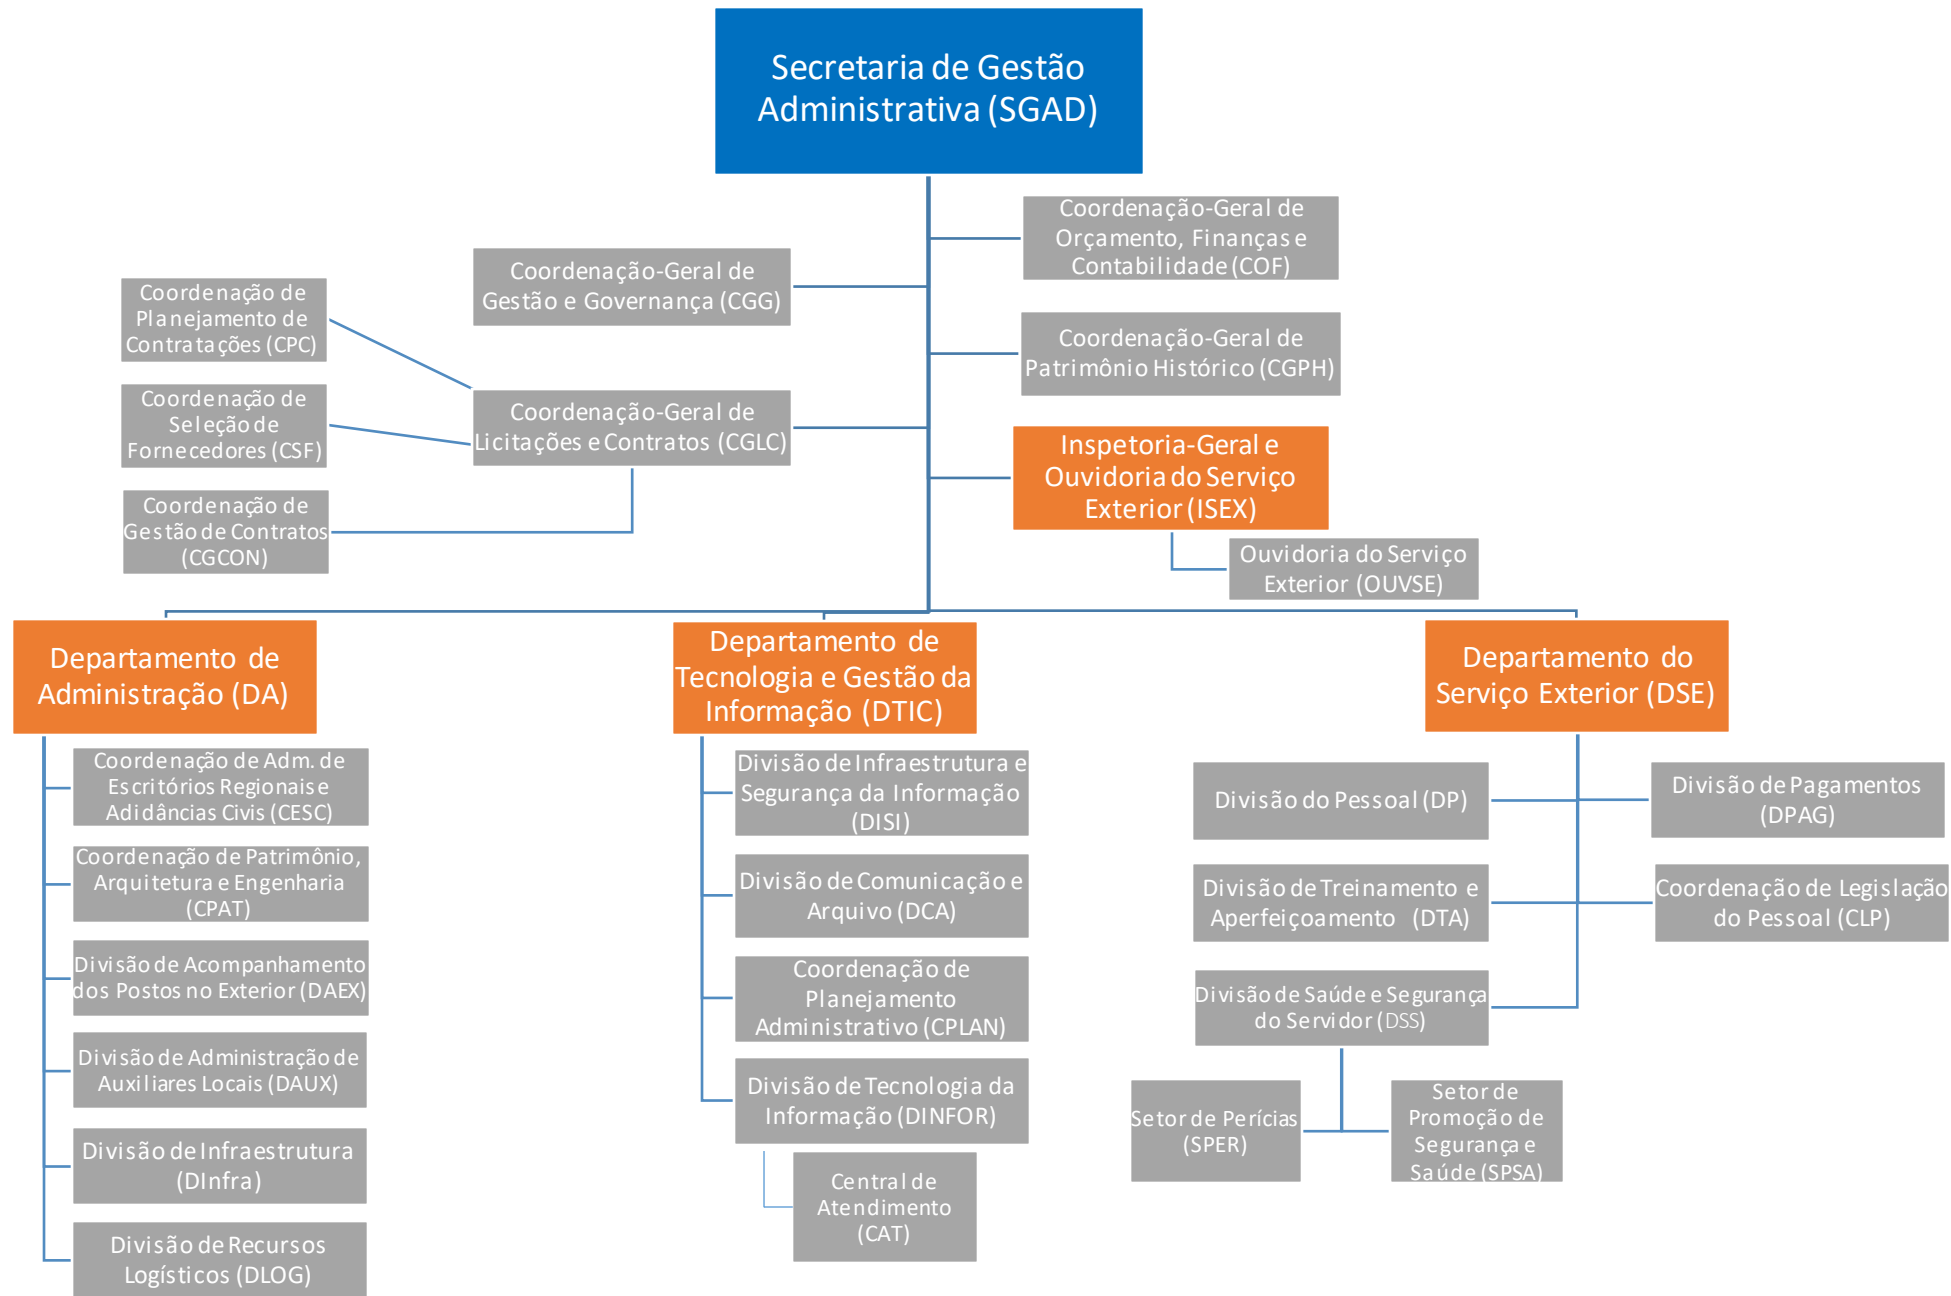 Secretaria de Gestão
Administrativa (SGAD)
Coordenação-Geral de
Orçamento, Finanças e
Contabilidade (COF)
Coordenação-Geral de
Gestão e Governança (CGG)
Coordenação de
Planejamento de
Contratações (CPC)
Coordenação-Geral de
Patrimônio Histórico (CGPH)
Coordenação de
Seleção de
Fornecedores (CSF)
Coordenação-Geral de
Licitações e Contratos (CGLC)
Inspetoria-Geral e
Ouvidoria do Serviço
Exterior (ISEX)
Coordenação de
Gestão de Contratos
(CGCON)
Ouvidoria do Serviço
Exterior (OUVSE)
Departamento de
Administração (DA)
Departamento de
Tecnologia e Gestão da
Informação (DTIC)
Departamento do
Serviço Exterior (DSE)
Coordenação de Adm. de
Escritórios Regionais e
Adidâncias Civis (CESC)
Coordenação de Patrimônio,
Arquitetura e Engenharia
(CPAT)
Divisão de Acompanhamento
dos Postos no Exterior (DAEX)
Divisão de Administração de
Auxiliares Locais (DAUX)
Divisão de Infraestrutura
(DInfra)
Divisão de Recursos
Logísticos (DLOG)
Divisão de Infraestrutura e
Segurança da Informação
(DISI)
Divisão de Comunicação e
Arquivo (DCA)
Coordenação de
Planejamento
Administrativo (CPLAN)
Divisão de Tecnologia da
Informação (DINFOR)
Central de
Atendimento
(CAT)
Divisão do Pessoal (DP)
Divisão de Pagamentos
(DPAG)
Divisão de Treinamento e
Aperfeiçoamento (DTA)
Coordenação de Legislação
do Pessoal (CLP)
Divisão de Saúde e Segurança
do Servidor (DSS)
Setor de Perícias
(SPER)
Setor de
Promoção de
Segurança e
Saúde (SPSA)